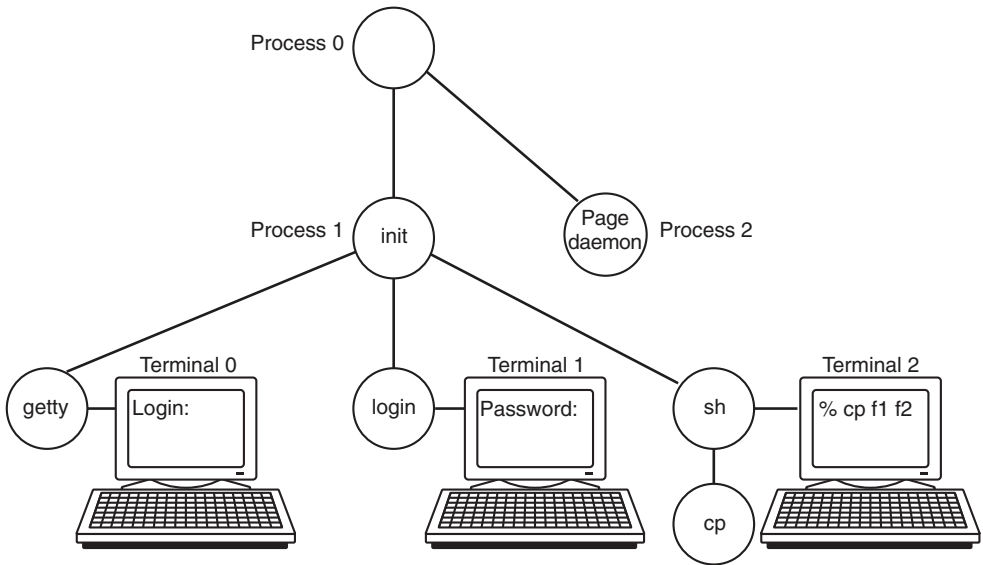 Process 0
Process 1
init
Page
daemon
Process 2
Terminal 0
Terminal 1
Terminal 2
getty
Login:
login
Password:
sh
% cp f1 f2
cp